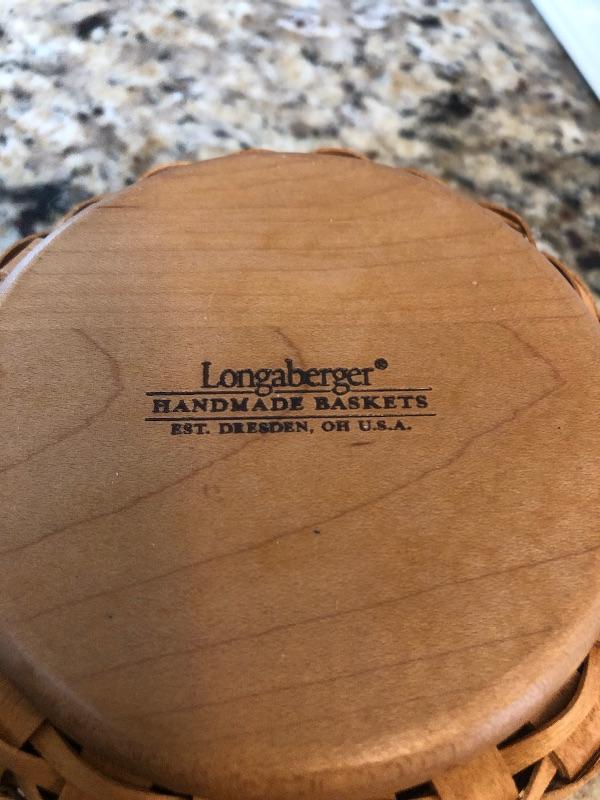 Longaberger®
HANDMADE BASKETS
EST. DRESDEN, OH U.S.A.